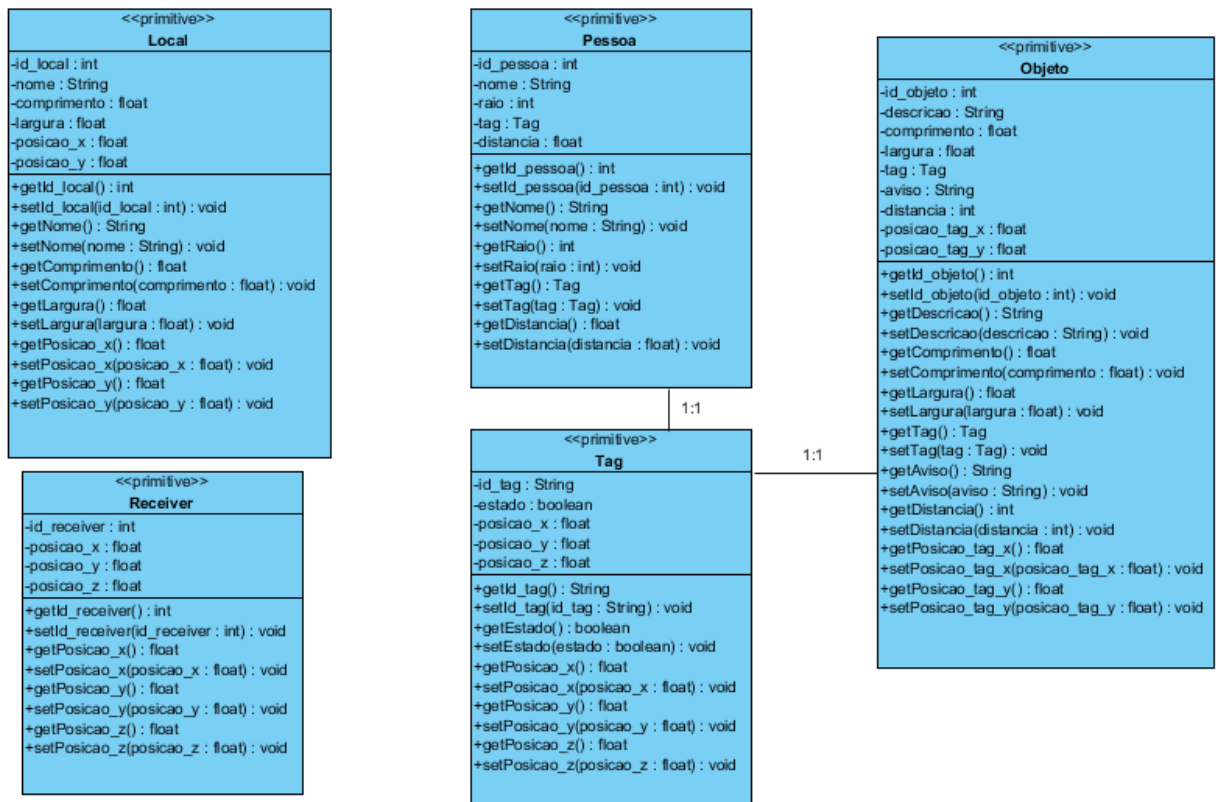 <<primitive>>
Local
-id_local : int
-nome : String
-comprimento : float
-largura : float
-posicao_x : float
-posicao_y : float
+getId_local() : int
+setId_local(id_local : int) : void
+getNome() : String
+setNome(nome : String) : void
+getComprimento() : float
+setComprimento(comprimento : float) : void
+getLargura() : float
+setLargura(largura : float) : void
+getPosicao_x() : float
+setPosicao_x(posicao_x : float) : void
+getPosicao_y() : float
+setPosicao_y(posicao_y : float) : void
<<primitive>>
Receiver
-id_receiver : int
-posicao_x : float
-posicao_y : float
-posicao_z : float
+getId_receiver() : int
+setId_receiver(id_receiver : int) : void
+getPosicao_x() : float
+setPosicao_x(posicao_x : float) : void
+getPosicao_y() : float
+setPosicao_y(posicao_y : float) : void
+getPosicao_z() : float
+setPosicao_z(posicao_z : float) : void
<<primitive>>
Pessoa
-id_pessoa : int
-nome : String
-raio : int
-tag : Tag
-distancia : float
+getId_pessoa() : int
+setId_pessoa(id_pessoa : int) : void
+getNome() : String
+setNome(nome : String) : void
+getRaio() : int
+setRaio(raio : int) : void
+getTag() : Tag
+setTag(tag : Tag) : void
+getDistancia() : float
+setDistancia(distancia : float) : void
1:1
<<primitive>>
Tag
-id_tag : String
-estado : boolean
-posicao_x : float
-posicao_y : float
-posicao_z : float
+getId_tag() : String
+setId_tag(id_tag : String) : void
+getEstado() : boolean
+setEstado(estado : boolean) : void
+getPosicao_x() : float
+setPosicao_x(posicao_x : float) : void
+getPosicao_y() : float
+setPosicao_y(posicao_y : float) : void
+getPosicao_z() : float
+setPosicao_z(posicao_z : float) : void
1:1
<<primitive>>
Objeto
-id_objeto : int
-descricao : String
-comprimento : float
-largura : float
-tag : Tag
-aviso : String
-distancia : int
-posicao_tag_x : float
-posicao_tag_y : float
+getId_objeto() : int
+setId_objeto(id_objeto : int) : void
+getDescricao() : String
+setDescricao(descricao : String) : void
+getComprimento() : float
+setComprimento(comprimento : float) : void
+getLargura() : float
+setLargura(largura : float) : void
+getTag() : Tag
+setTag(tag : Tag) : void
+getAviso() : String
+setAviso(aviso : String) : void
+getDistancia() : int
+setDistancia(distancia : int) : void
+getPosicao_tag_x() : float
+setPosicao_tag_x(posicao_tag_x : float) : void
+getPosicao_tag_y() : float
+setPosicao_tag_y(posicao_tag_y : float) : void